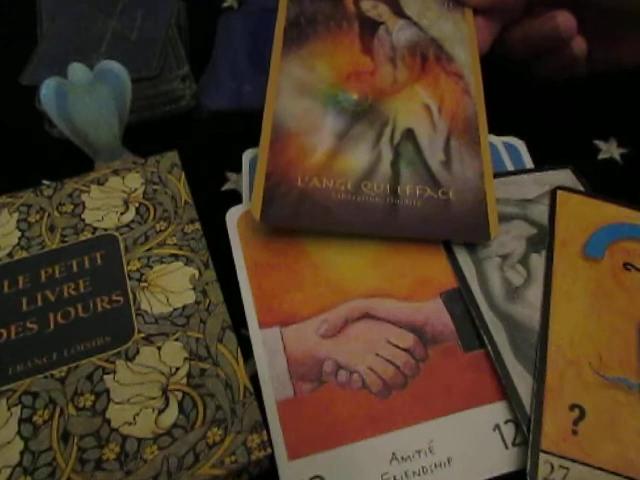 L'ANGE QUI EFFACE
LE PETIT
LIVRE
DES JOURS
FRANCE LOISIRS
12
AMITIÉ
FRIENDSHIP
?
27